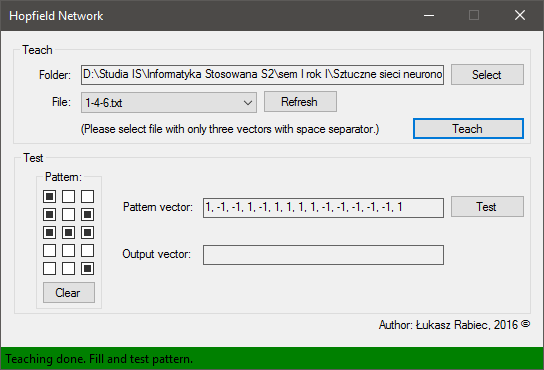 Hopfield Network
Teach
Folder: D:\Studia IS\Informatyka Stosowana S2\sem I rok I\Sztuczne sieci neurono Select
File: 1-4-6.txt Refresh
(Please select file with only three vectors with space separator.) Teach
Test
Pattern:
Pattern vector: 1, -1, -1, 1, -1, 1, 1, 1, 1, -1, -1, -1, -1, -1, 1 Test
Output vector:
Clear
Author: Łukasz Rabiec, 2016 ©
Teaching done. Fill and test pattern.